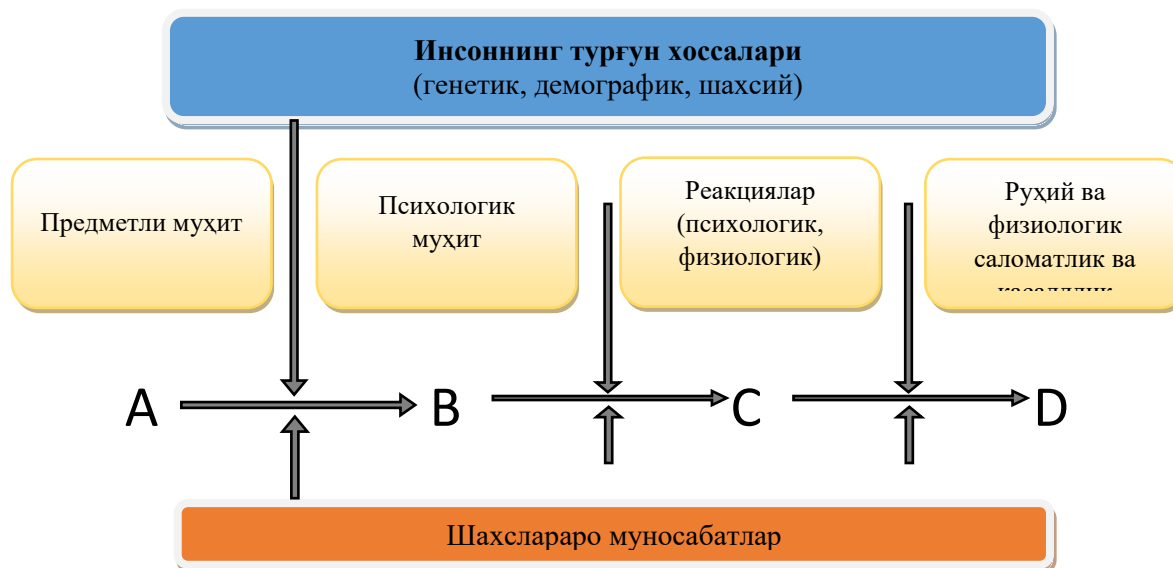 Инсоннинг турғун хоссалари
(генетик, демографик, шахсий)
Предметли муҳит
Психологик
муҳит
Реакциялар
(психологик,
физиологик)
Руҳий ва
физиологик
саломатлик ва
A
B
C
D
Шахслараро муносабатлар